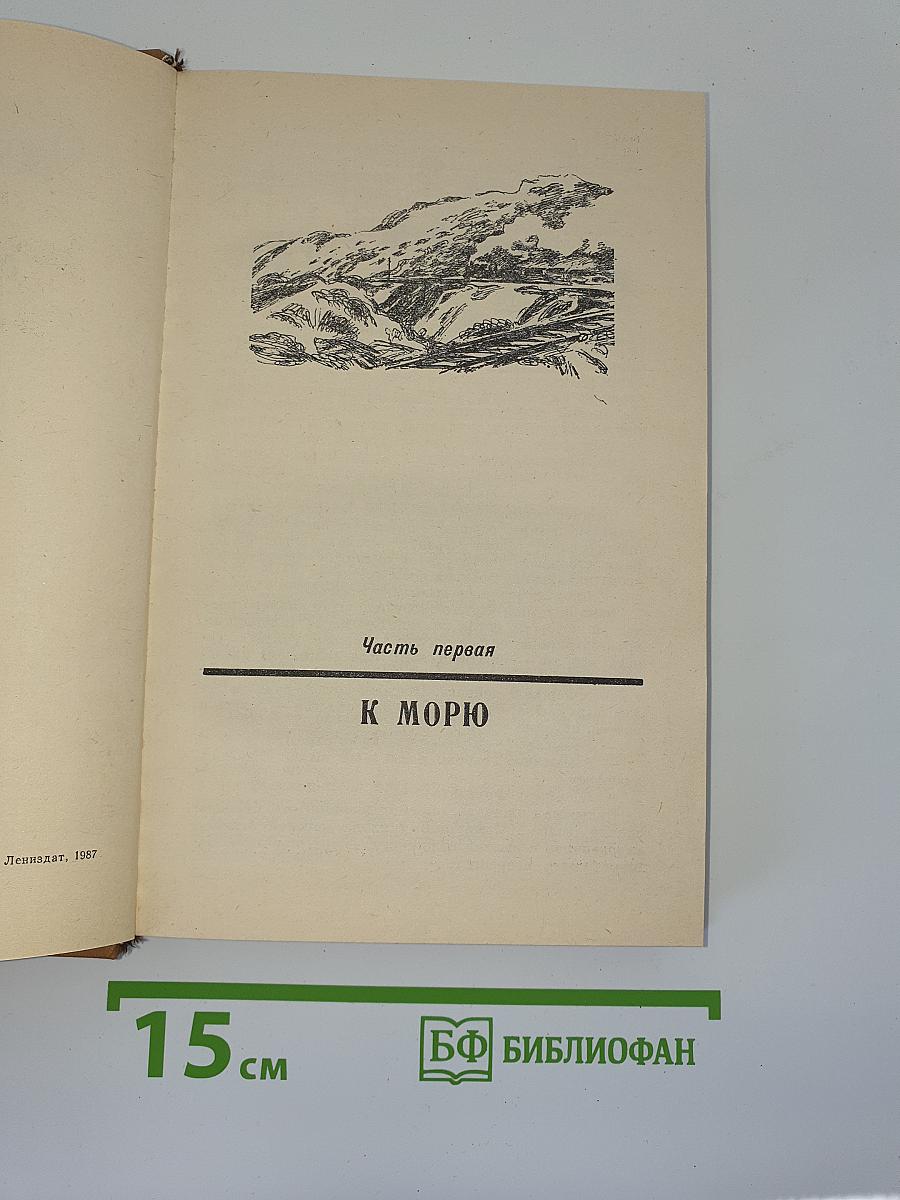 Часть первая
К МОРЮ
Лениздат, 1987
15 см
БФ БИБЛИОФАН